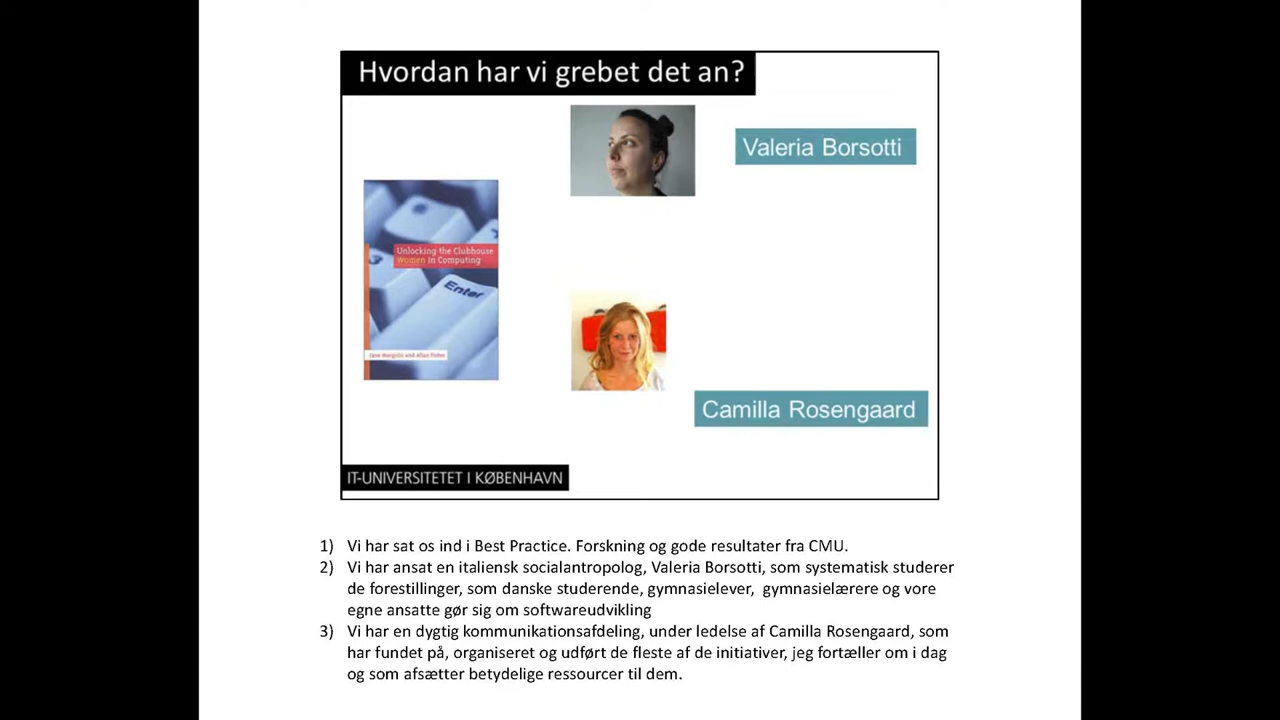 Hvordan har vi grebet det an?
Valeria Borsotti
Unlocking the Clubhouse
Women in Computing
Enter
Jane Margolis and Allan Fisher
Camilla Rosengaard
IT-UNIVERSITETET I KØBENHAVN
1) Vi har sat os ind i Best Practice. Forskning og gode resultater fra CMU.
2) Vi har ansat en italiensk socialantropolog, Valeria Borsotti, som systematisk studerer
de forestillinger, som danske studerende, gymnasielever, gymnasielærere og vore
egne ansatte gør sig om softwareudvikling
3) Vi har en dygtig kommunikationsafdeling, under ledelse af Camilla Rosengaard, som
har fundet på, organiseret og udført de fleste af de initiativer, jeg fortæller om i dag
og som afsætter betydelige ressourcer til dem.